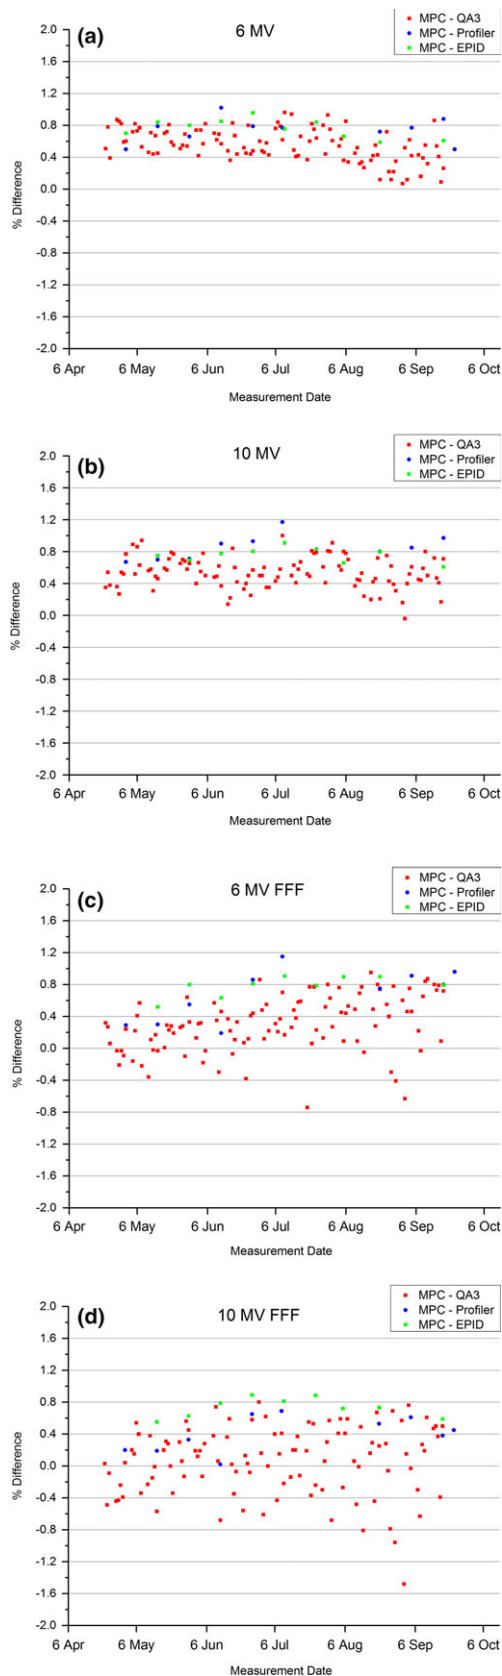 (a)
6 MV
MPC - QA3
MPC - Profiler
MPC - EPID
% Difference
0.8
0.4
0.0
-0.4
-0.8
-1.2
-1.6
-2.0
6 Apr 6 May 6 Jun 6 Jul 6 Aug 6 Sep 6 Oct
Measurement Date
(b)
10 MV
MPC - QA3
MPC - Profiler
MPC - EPID
% Difference
2.0
1.6
1.2
0.8
0.4
0.0
-0.4
-0.8
-1.2
-1.6
-2.0
6 Apr 6 May 6 Jun 6 Jul 6 Aug 6 Sep 6 Oct
Measurement Date
(c)
6 MV FFF
MPC - QA3
MPC - Profiler
MPC - EPID
% Difference
2.0
1.6
1.2
0.8
0.4
0.0
-0.4
-0.8
-1.2
-1.6
-2.0
6 Apr 6 May 6 Jun 6 Jul 6 Aug 6 Sep 6 Oct
Measurement Date
(d)
10 MV FFF
MPC - QA3
MPC - Profiler
MPC - EPID
% Difference
2.0
1.6
1.2
0.8
0.4
0.0
-0.4
-0.8
-1.2
-1.6
-2.0
6 Apr 6 May 6 Jun 6 Jul 6 Aug 6 Sep 6 Oct
Measurement Date